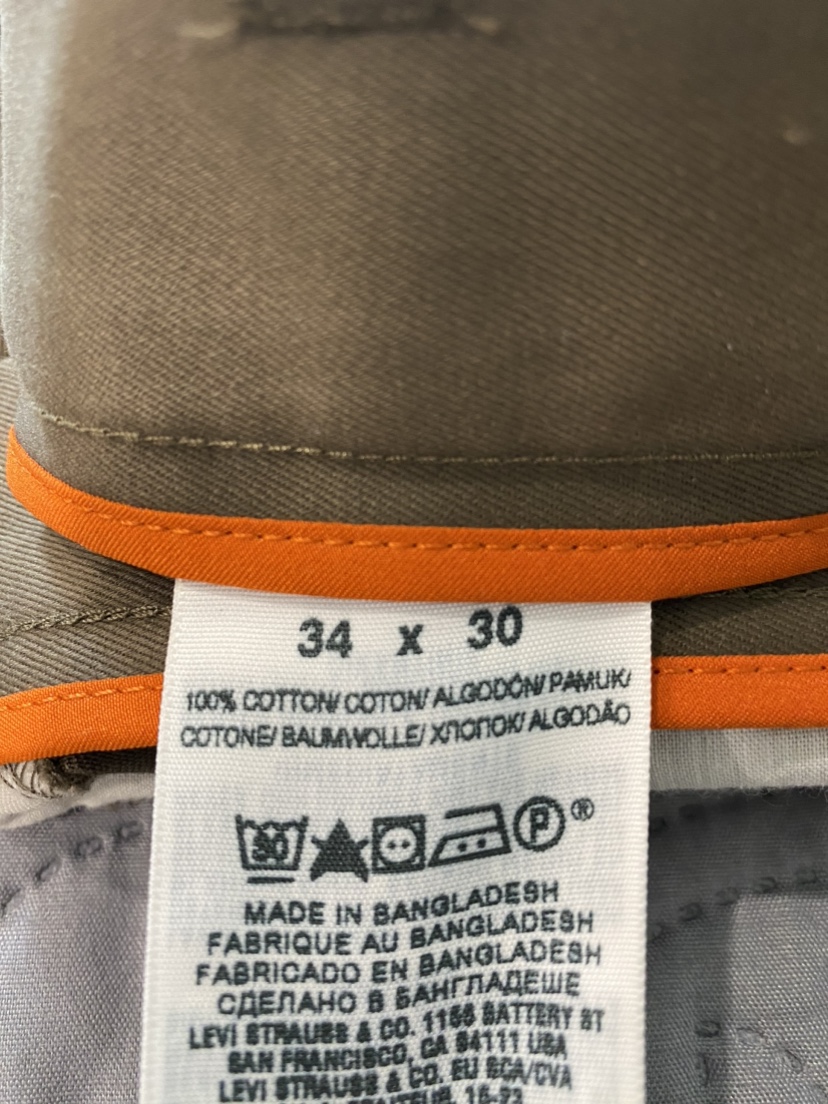 34 x 30
100% COTTON/ COTON/ ALGODÓN/ PAMUK/
COTONE/ BAUMWOLLE/ ХЛОПОК/ ALGODÃO
30 P ®
MADE IN BANGLADESH
FABRIQUE AU BANGLADESH
FABRICADO EN BANGLADESH
СДЕЛАНО В БАНГЛАДЕШЕ
LEVI STRAUSS & CO. 1155 BATTERY ST
SAN FRANCISCO, CA 94111 USA
LEVI STRAUSS & CO. EU BCA/CVA